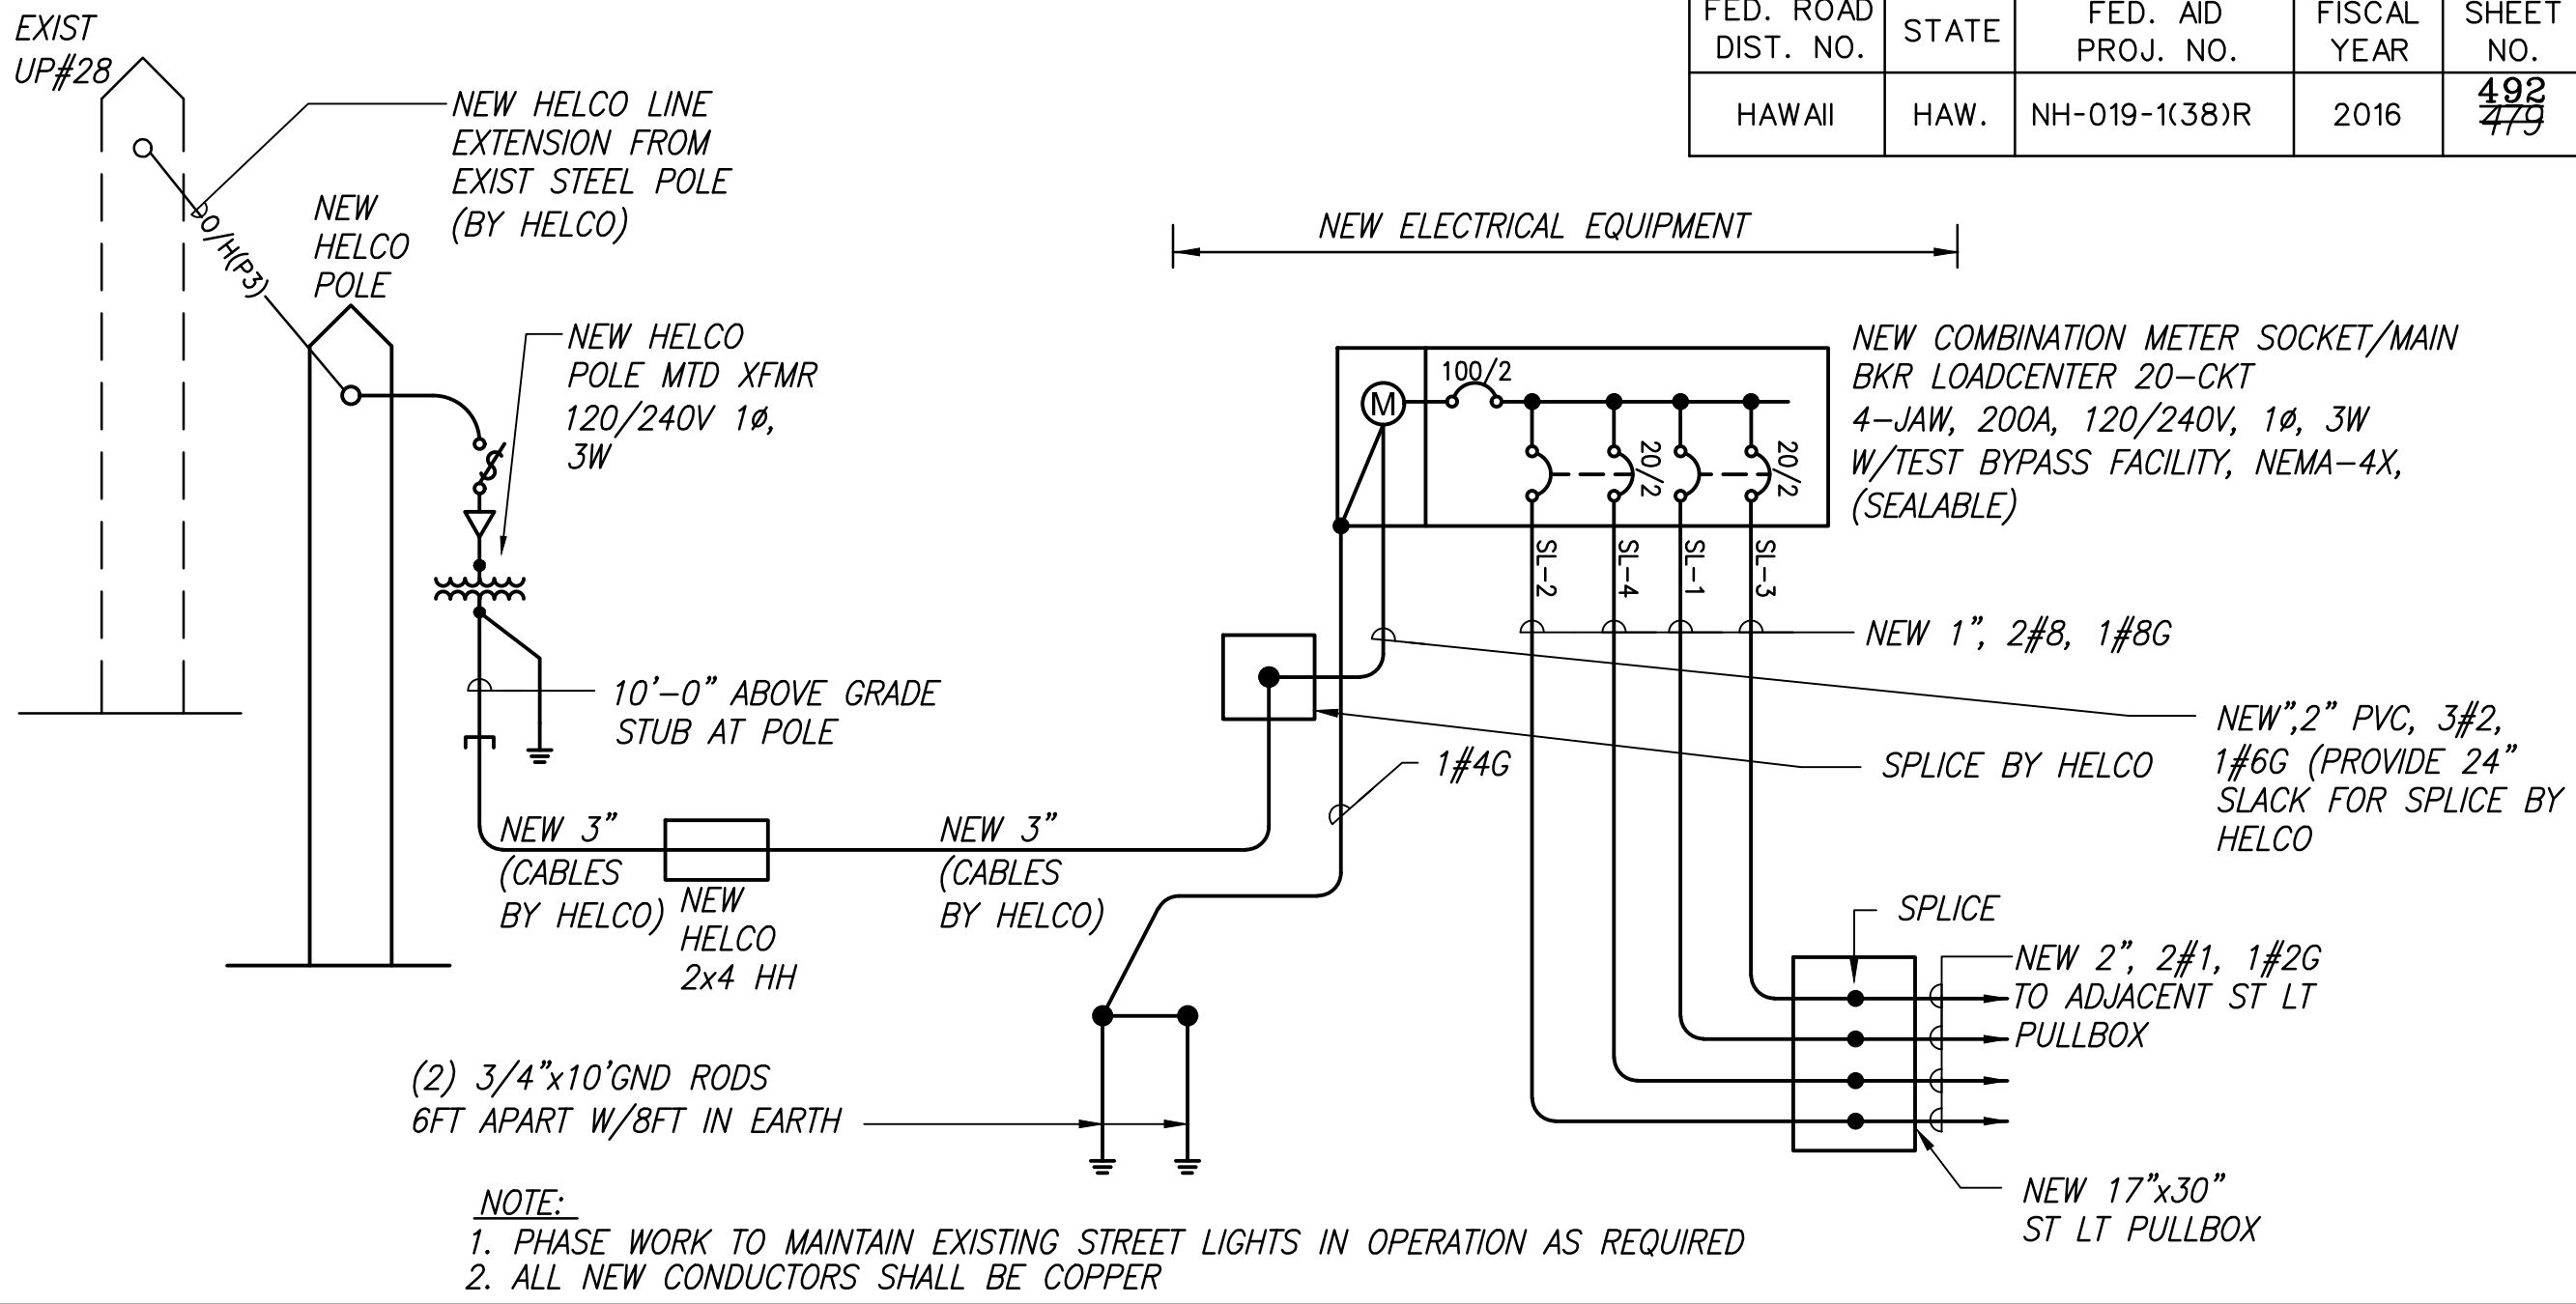 EXIST
UP#28
NEW HELCO LINE
EXTENSION FROM
EXIST STEEL POLE
(BY HELCO)
FED. ROAD
DIST. NO.
STATE
FED. AID
PROJ. NO.
FISCAL
YEAR
SHEET
NO.
HAWAII
HAW.
NH-019-1(38)R
2016
492
479
O/H(P3)
NEW
HELCO
POLE
NEW ELECTRICAL EQUIPMENT
NEW HELCO
POLE MTD XFMR
120/240V 1ø,
3W
M
100/2
20/2
20/2
NEW COMBINATION METER SOCKET/MAIN
BKR LOADCENTER 20-CKT
4-JAW, 200A, 120/240V, 1ø, 3W
W/TEST BYPASS FACILITY, NEMA-4X,
(SEALABLE)
SL-2
SL-4
SL-1
SL-3
NEW 1", 2#8, 1#8G
10'-0" ABOVE GRADE
STUB AT POLE
NEW",2" PVC, 3#2,
1#6G (PROVIDE 24"
SLACK FOR SPLICE BY
HELCO
SPLICE BY HELCO
1#4G
NEW 3"
(CABLES
BY HELCO)
NEW
HELCO
2x4 HH
NEW 3"
(CABLES
BY HELCO)
SPLICE
NEW 2", 2#1, 1#2G
TO ADJACENT ST LT
PULLBOX
(2) 3/4"x10'GND RODS
6FT APART W/8FT IN EARTH
NEW 17"x30"
ST LT PULLBOX
NOTE:
1. PHASE WORK TO MAINTAIN EXISTING STREET LIGHTS IN OPERATION AS REQUIRED
2. ALL NEW CONDUCTORS SHALL BE COPPER